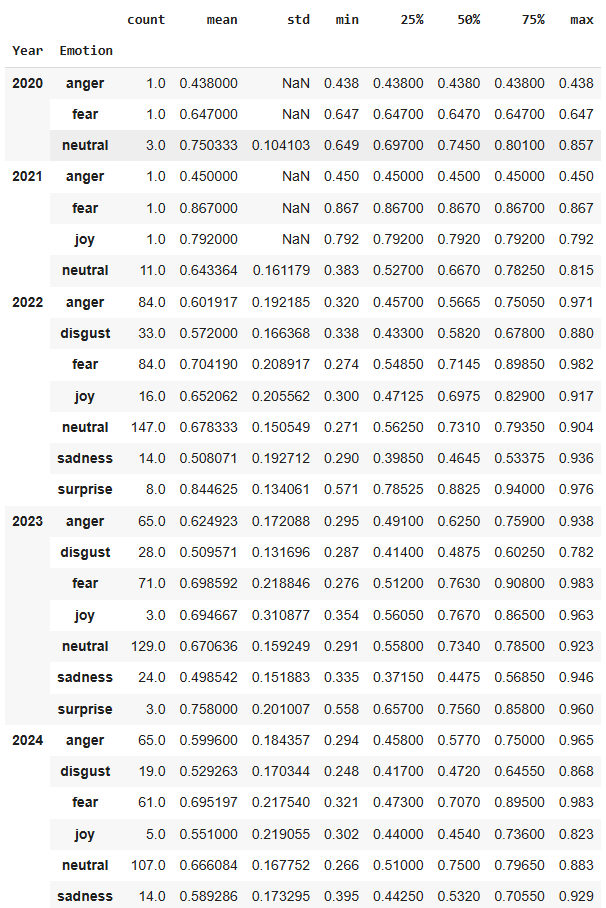 count mean std min 25% 50% 75% max
Year Emotion
2020 anger 1.0 0.438000 NaN 0.438 0.43800 0.4380 0.43800 0.438
fear 1.0 0.647000 NaN 0.647 0.64700 0.6470 0.64700 0.647
neutral 3.0 0.750333 0.104103 0.649 0.69700 0.7450 0.80100 0.857
2021 anger 1.0 0.450000 NaN 0.450 0.45000 0.4500 0.45000 0.450
fear 1.0 0.867000 NaN 0.867 0.86700 0.8670 0.86700 0.867
joy 1.0 0.792000 NaN 0.792 0.79200 0.7920 0.79200 0.792
neutral 11.0 0.643364 0.161179 0.383 0.52700 0.6670 0.78250 0.815
2022 anger 84.0 0.601917 0.192185 0.320 0.45700 0.5665 0.75050 0.971
disgust 33.0 0.572000 0.166368 0.338 0.43300 0.5820 0.67800 0.880
fear 84.0 0.704190 0.208917 0.274 0.54850 0.7145 0.89850 0.982
joy 16.0 0.652062 0.205562 0.300 0.47125 0.6975 0.82900 0.917
neutral 147.0 0.678333 0.150549 0.271 0.56250 0.7310 0.79350 0.904
sadness 14.0 0.508071 0.192712 0.290 0.39850 0.4645 0.53375 0.936
surprise 8.0 0.844625 0.134061 0.571 0.78525 0.8825 0.94000 0.976
2023 anger 65.0 0.624923 0.172088 0.295 0.49100 0.6250 0.75900 0.938
disgust 28.0 0.509571 0.131696 0.287 0.41400 0.4875 0.60250 0.782
fear 71.0 0.698592 0.218846 0.276 0.51200 0.7630 0.90800 0.983
joy 3.0 0.694667 0.310877 0.354 0.56050 0.7670 0.86500 0.963
neutral 129.0 0.670636 0.159249 0.291 0.55800 0.7340 0.78500 0.923
sadness 24.0 0.498542 0.151883 0.335 0.37150 0.4475 0.56850 0.946
surprise 3.0 0.758000 0.201007 0.558 0.65700 0.7560 0.85800 0.960
2024 anger 65.0 0.599600 0.184357 0.294 0.45800 0.5770 0.75000 0.965
disgust 19.0 0.529263 0.170344 0.248 0.41700 0.4720 0.64550 0.868
fear 61.0 0.695197 0.217540 0.321 0.47300 0.7070 0.89500 0.983
joy 5.0 0.551000 0.219055 0.302 0.44000 0.4540 0.73600 0.823
neutral 107.0 0.666084 0.167752 0.266 0.51000 0.7500 0.79650 0.883
sadness 14.0 0.589286 0.173295 0.395 0.44250 0.5320 0.70550 0.929